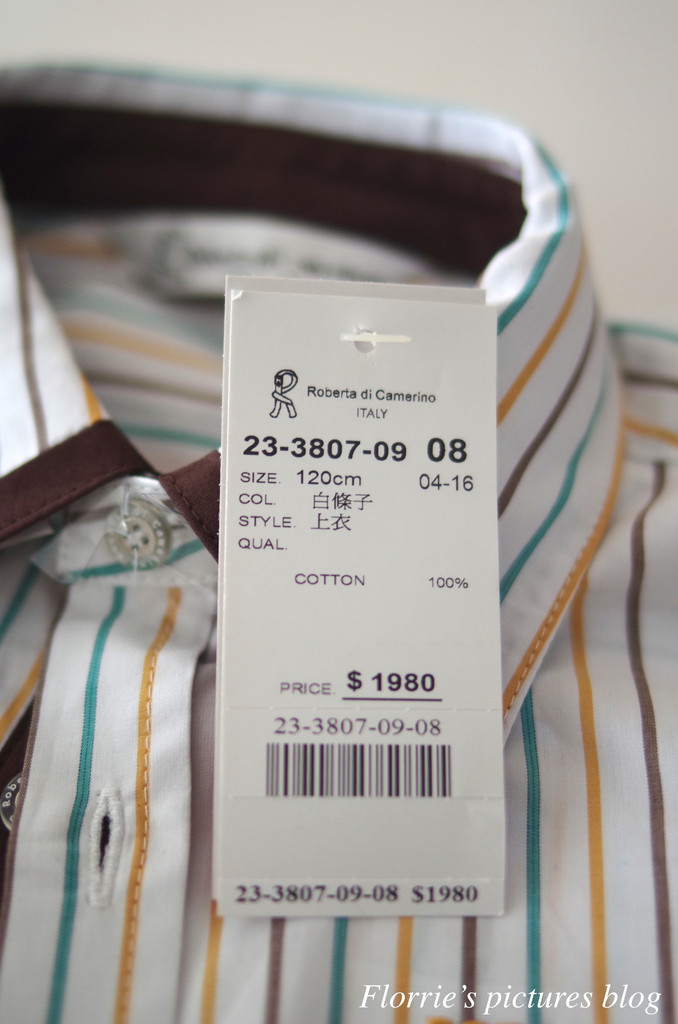 Roberta di Camerino
ITALY
23-3807-09 08
SIZE. 120cm 04-16
COL. 白條子
STYLE. 上衣
QUAL.
COTTON 100%
PRICE. $ 1980
23-3807-09-08
23-3807-09-08 $1980
Florrie's pictures blog